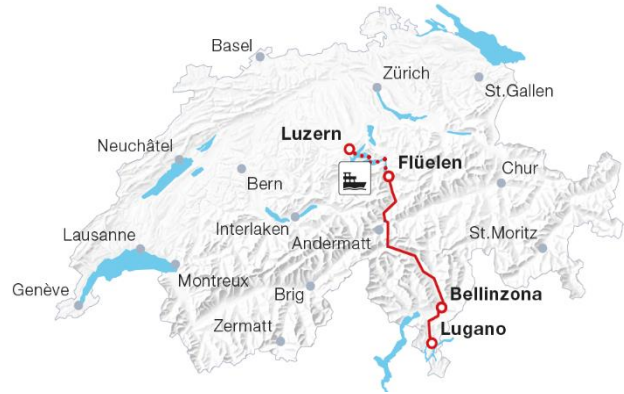 Basel
Zürich
St.Gallen
Luzern
Neuchâtel
Flüelen
Chur
Bern
Interlaken
Andermatt
Lausanne
St.Moritz
Genève
Montreux
Brig
Bellinzona
Zermatt
Lugano